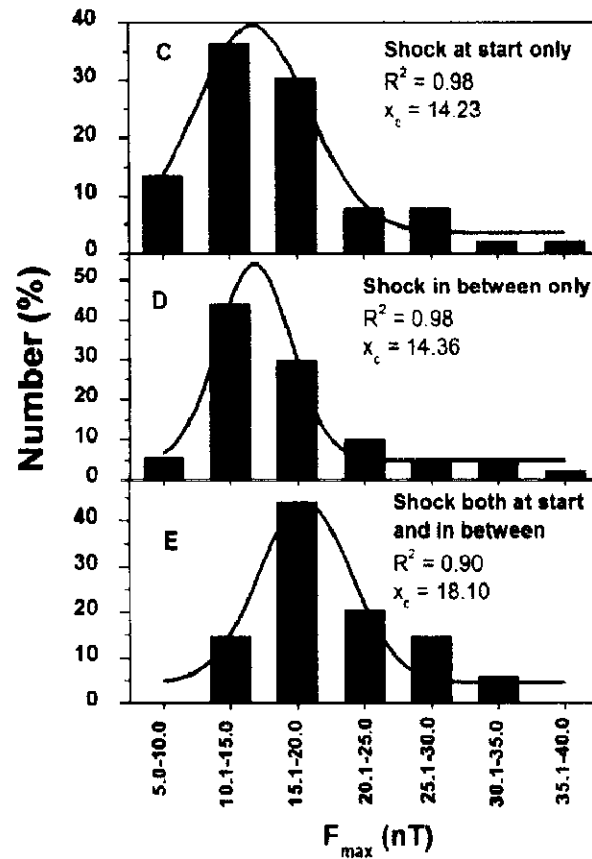 Number (%)
40
30
20
10
0
C
Shock at start only
R² = 0.98
x_c = 14.23
50
40
30
20
10
0
D
Shock in between only
R² = 0.98
x_c = 14.36
40
30
20
10
0
E
Shock both at start
and in between
R² = 0.90
x_c = 18.10
5.0-10.0
10.1-15.0
15.1-20.0
20.1-25.0
25.1-30.0
30.1-35.0
35.1-40.0
F_max (nT)